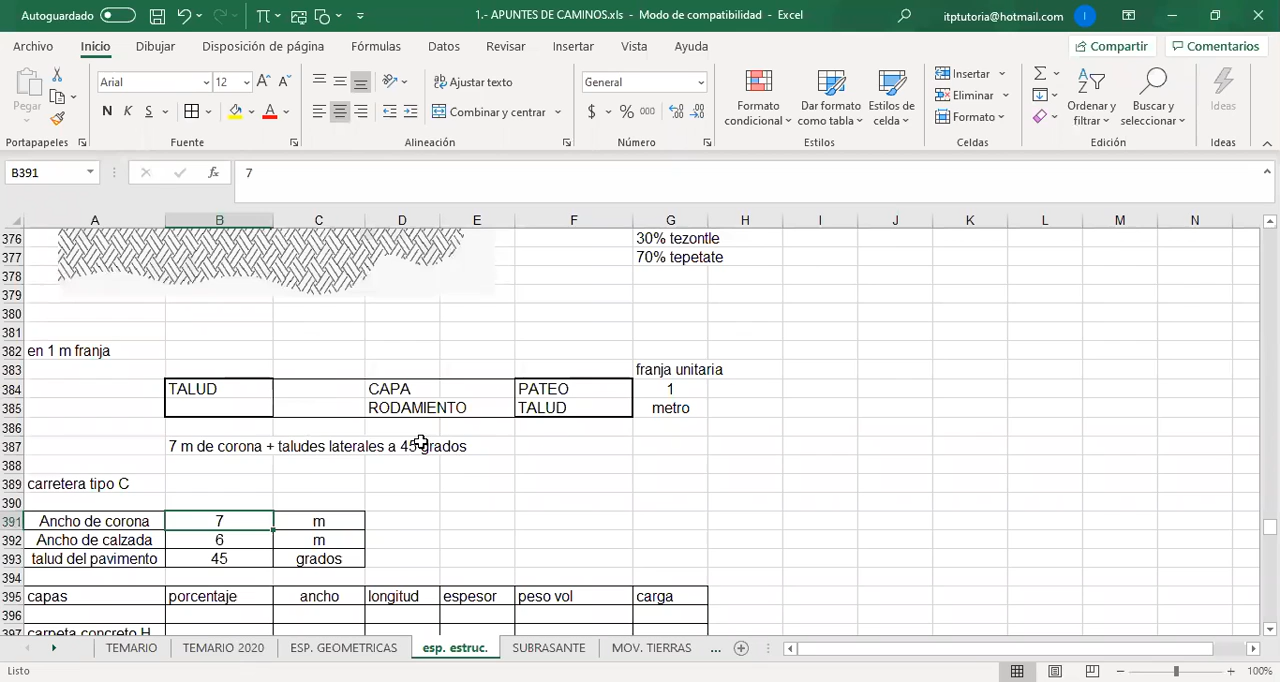 Autoguardado
1.- APUNTES DE CAMINOS.xls - Modo de compatibilidad - Excel
itptutoria@hotmail.com
I
Archivo
Inicio
Dibujar
Disposición de página
Fórmulas
Datos
Revisar
Insertar
Vista
Ayuda
Compartir
Comentarios
Pegar
Arial
12
N K S
Ajustar texto
Combinar y centrar
General
$ % 000
Formato condicional
Dar formato como tabla
Estilos de celda
Insertar
Eliminar
Formato
Ordenar y filtrar
Buscar y seleccionar
Ideas
Portapapeles
Fuente
Alineación
Número
Estilos
Celdas
Edición
Ideas
B391
fx
7
A B C D E F G H I J K L M N
376 30% tezontle
377 70% tepetate
378
379
380
381
382 en 1 m franja
383 franja unitaria
384 TALUD CAPA PATEO 1
385 RODAMIENTO TALUD metro
386
387 7 m de corona + taludes laterales a 45 grados
388
389 carretera tipo C
390
391 Ancho de corona 7 m
392 Ancho de calzada 6 m
393 talud del pavimento 45 grados
394
395 capas porcentaje ancho longitud espesor peso vol carga
396
397 carpeta concreto H
TEMARIO
TEMARIO 2020
ESP. GEOMETRICAS
esp. estruc.
SUBRASANTE
MOV. TIERRAS
...
Listo
100%